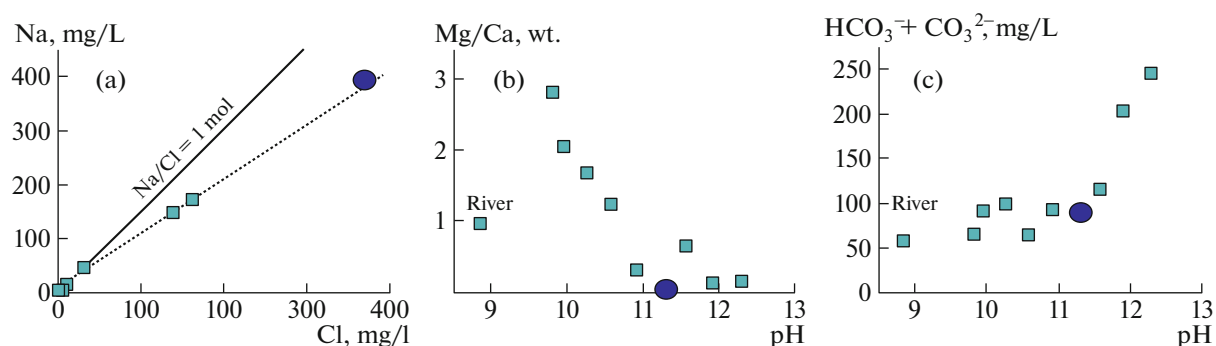 Na, mg/L
(a)
400
300
200
100
0
Na/Cl = 1 mol
0 100 100 300 400
Cl, mg/l
Mg/Ca, wt.
(b)
3
2
1
River
9 10 11 12 13
pH
HCO₃⁻+ CO₃²⁻, mg/L
(c)
250
200
150
100
50
0
River
9 10 11 12 13
pH